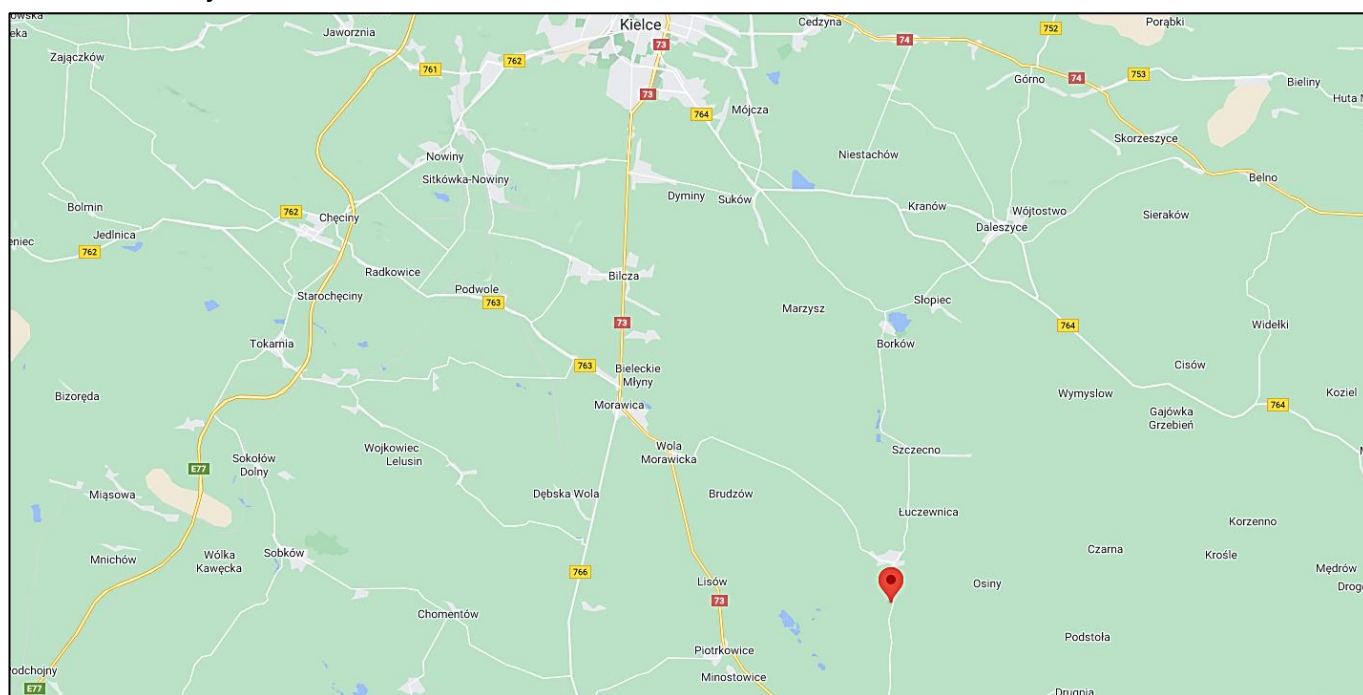 Kielce
Cedzyna
Porąbki
Jaworznia
Zajączków
73
74
752
761
762
753
Górno
74
Bieliny
73
764
Mójcza
Huta
Skorzeszyce
Nowiny
Niestachów
Sitkówka-Nowiny
Belno
Dyminy
Suków
Bolmin
762
Chęciny
Kranów
Wójtostwo
Sieraków
Jedlnica
Daleszyce
762
Radkowice
Bilcza
Podwole
Starochęciny
763
Marzysz
Słopiec
73
764
Widełki
Tokarnia
Borków
763
Bieleckie
Młyny
Cisów
Bizoręda
Wymyslow
Koziel
Morawica
764
Gajówka
Grzebień
Wojkowiec
Lelusin
Wola
Morawicka
Szczecno
Sokołów
Dolny
E77
Miąsowa
Dębska Wola
Brudzów
Łuczewnica
Korzenno
Mnichów
Wólka
Kawęcka
Sobków
Czarna
Krośle
766
Mędrów
Lisów
Osiny
73
Chomentów
Podstoła
Piotrkowice
Minostowice
E77
Drugnia